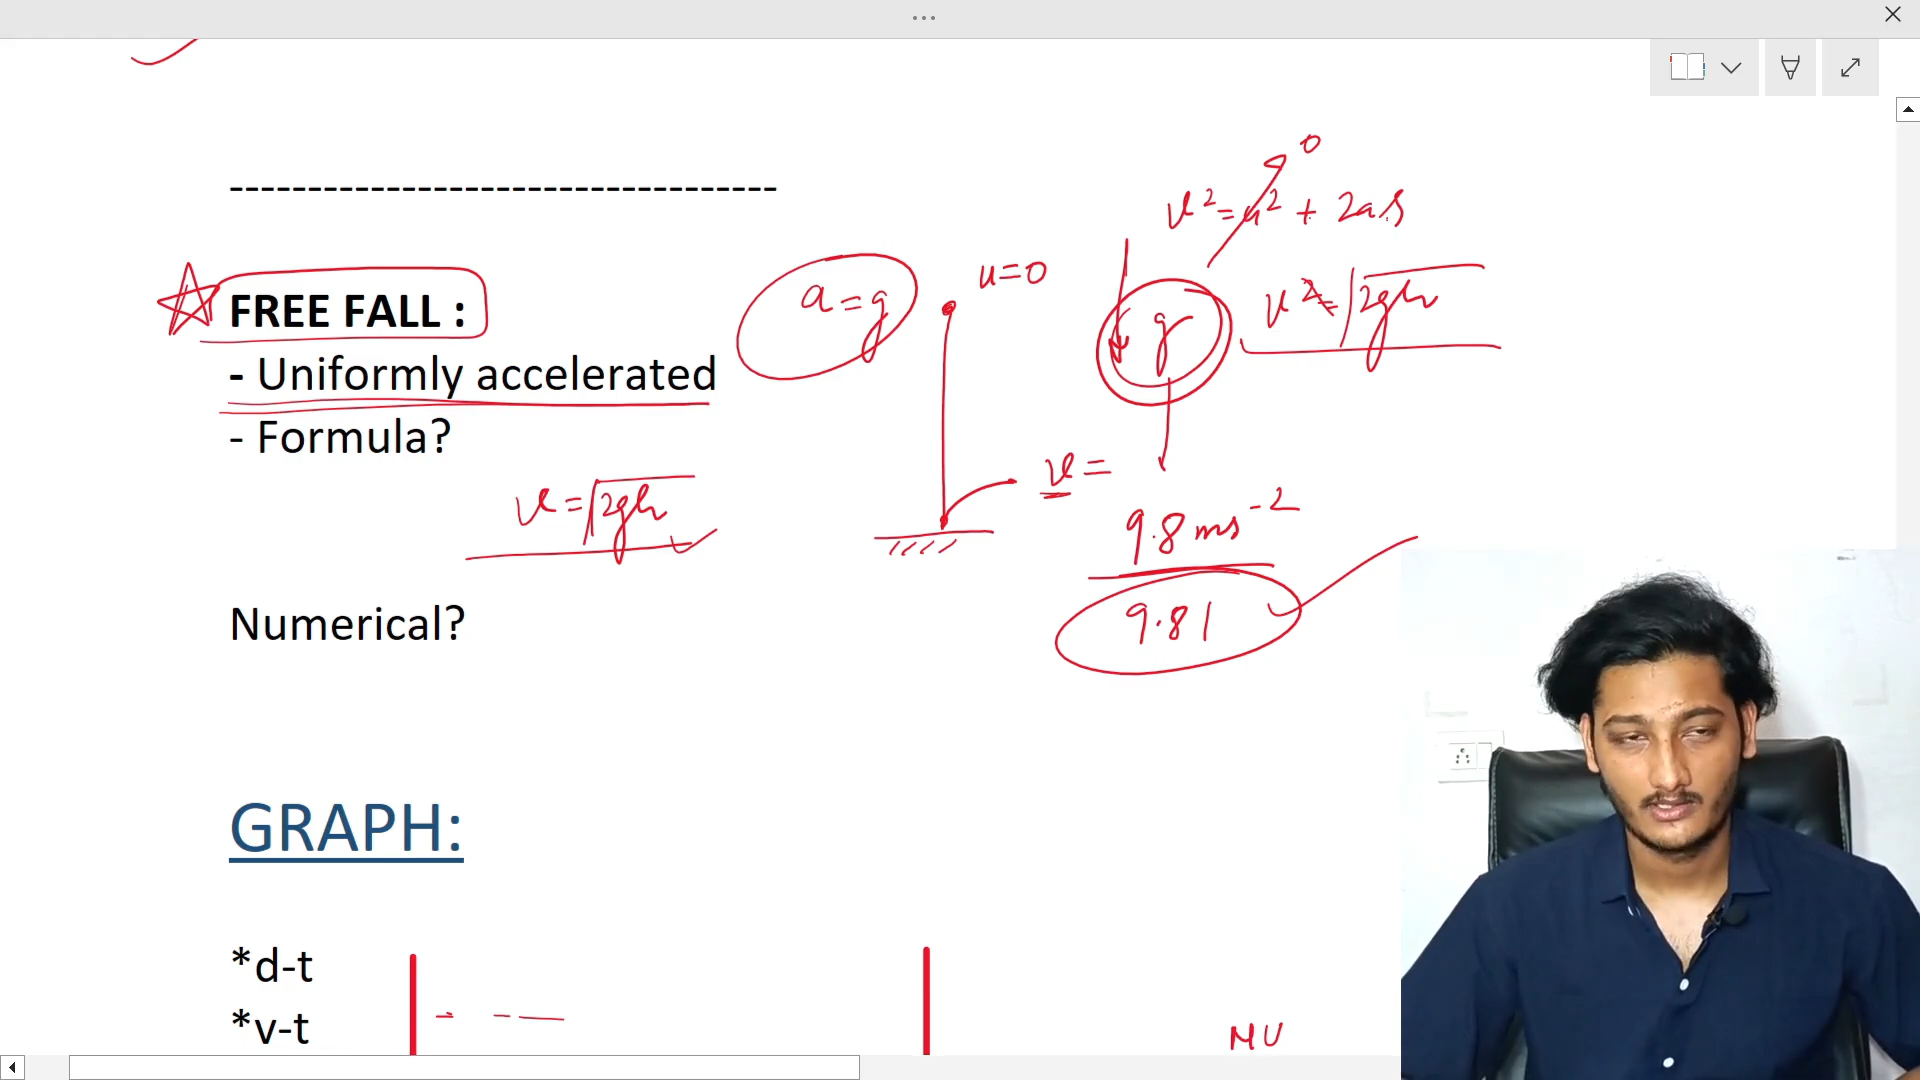 ---------------------------------
0
v² = u² + 2as
u=0
a=g
FREE FALL :
g
v = √2gh
- Uniformly accelerated
- Formula?
v =
v = √2gh
9.8 ms⁻²
9.81
Numerical?
GRAPH:
*d-t
*v-t